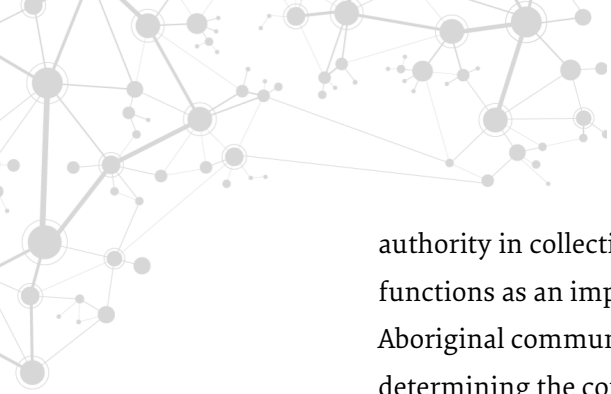 authority in
functions as an
Aboriginal
determining the